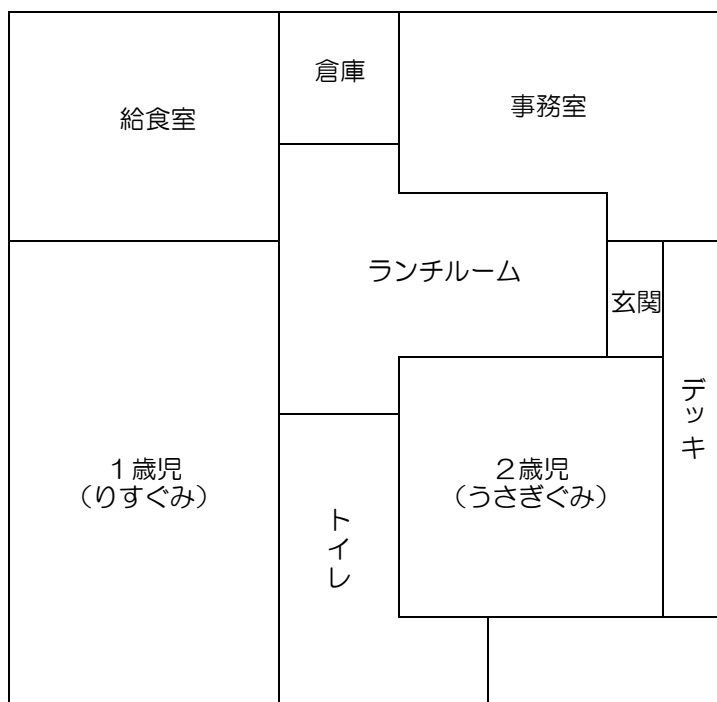 倉庫
給食室
事務室
ランチルーム
玄関
デッキ
１歳児
（りすぐみ）
２歳児
（うさぎぐみ）
トイレ